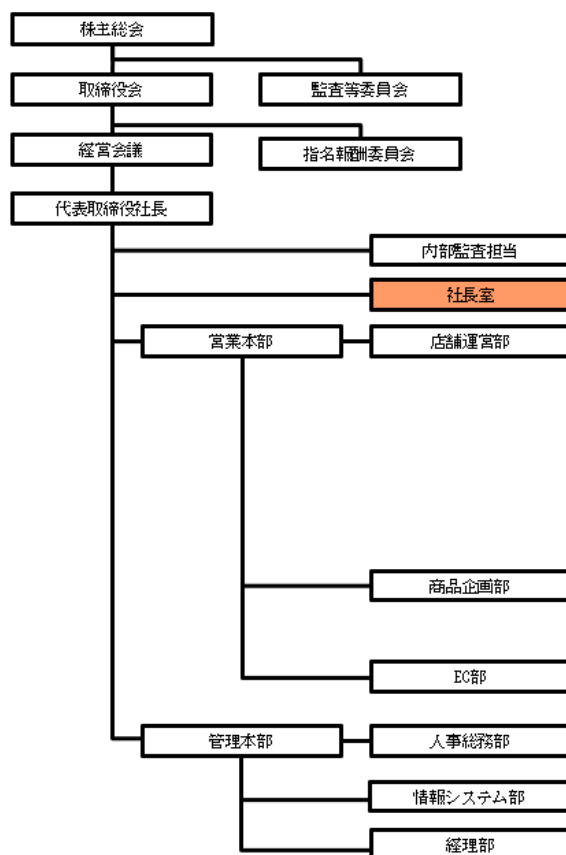 株主総会
取締役会
監査等委員会
経営会議
指名報酬委員会
代表取締役社長
内部監査担当
社長室
営業本部
店舗運営部
商品企画部
EC部
管理本部
人事総務部
情報システム部
経理部